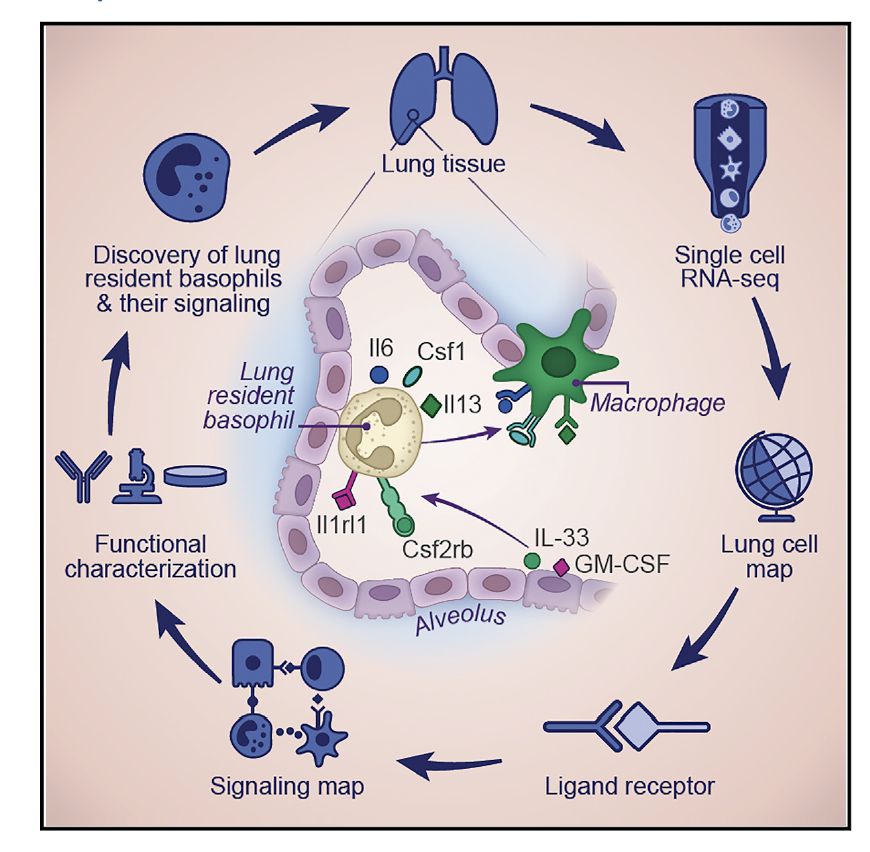 Lung tissue
Single cell
RNA-seq
Lung cell
map
Ligand receptor
Signaling map
Functional
characterization
Discovery of lung
resident basophils
& their signaling
Il6
Csf1
Il13
Lung
resident
basophil
Macrophage
Il1rl1
Csf2rb
IL-33
GM-CSF
Alveolus